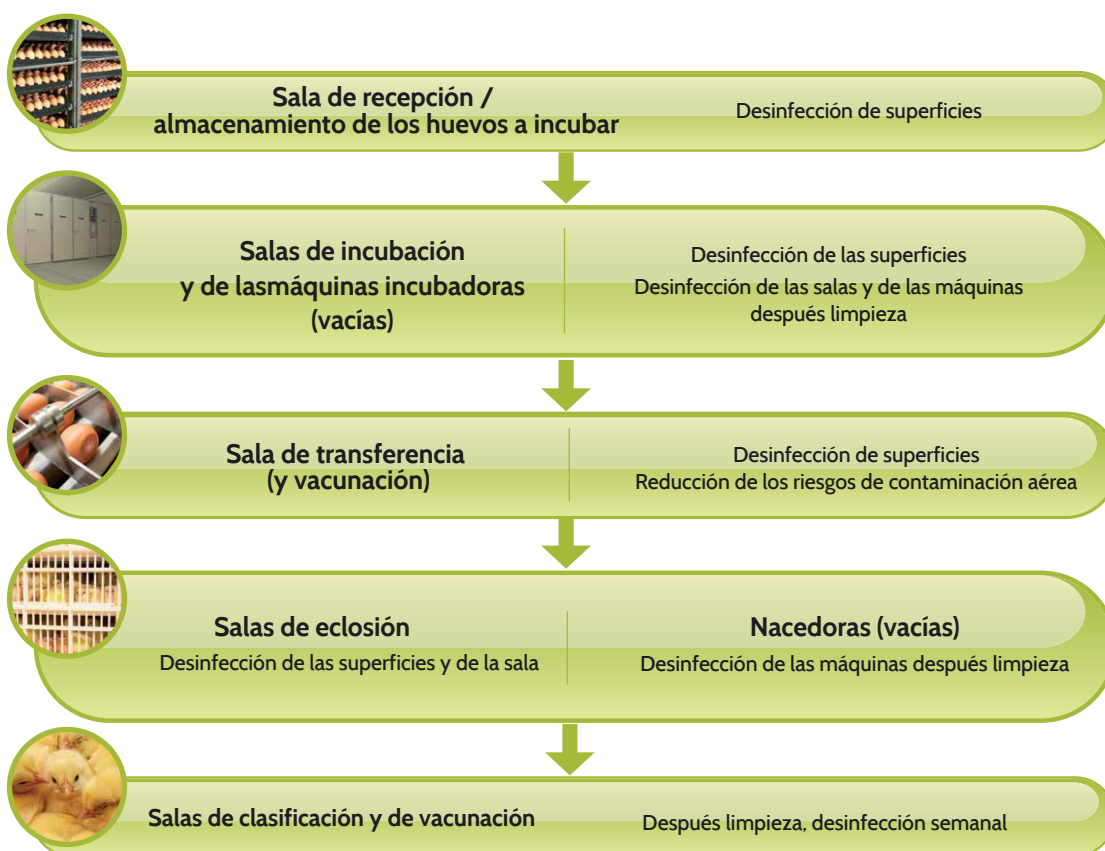 Sala de recepción /
almacenamiento de los huevos a incubar
Desinfección de superficies
Salas de incubación
y de lasmáquinas incubadoras
(vacías)
Desinfección de las superficies
Desinfección de las salas y de las máquinas
después limpieza
Sala de transferencia
(y vacunación)
Desinfección de superficies
Reducción de los riesgos de contaminación aérea
Salas de eclosión
Desinfección de las superficies y de la sala
Nacedoras (vacías)
Desinfección de las máquinas después limpieza
Salas de clasificación y de vacunación
Después limpieza, desinfección semanal